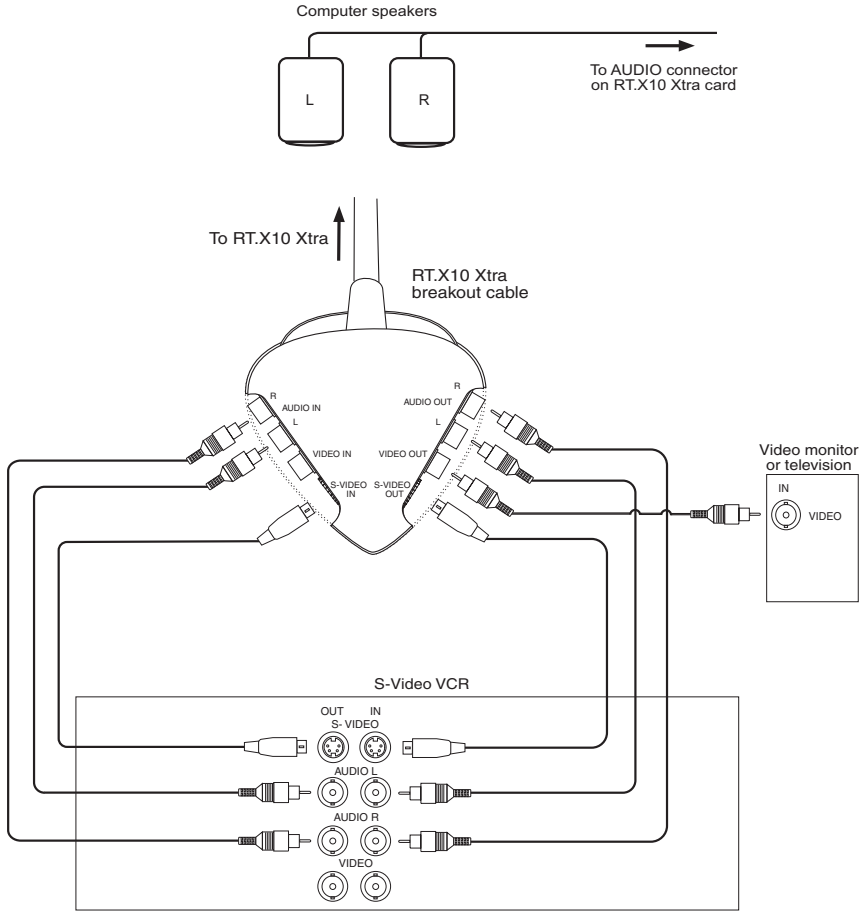 Computer speakers
To AUDIO connector
on RT.X10 Xtra card
L
R
To RT.X10 Xtra
RT.X10 Xtra
breakout cable
R
AUDIO IN
L
VIDEO IN
S-VIDEO
IN
R
AUDIO OUT
L
VIDEO OUT
S-VIDEO
OUT
Video monitor
or television
IN
VIDEO
S-Video VCR
OUT IN
S- VIDEO
AUDIO L
AUDIO R
VIDEO